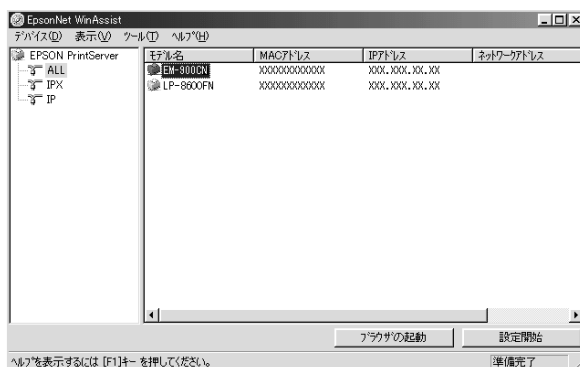 EpsonNet WinAssist
ﾃﾞﾊﾞｲｽ(D) 表示(V) ﾂｰﾙ(T) ﾍﾙﾌﾟ(H)
EPSON PrintServer
ALL
IPX
IP
ﾓﾃﾞﾙ名 MACｱﾄﾞﾚｽ IPｱﾄﾞﾚｽ ﾈｯﾄﾜｰｸｱﾄﾞﾚｽ
EM-900CN XXXXXXXXXXXX XXX.XXX.XX.XX
LP-8600FN XXXXXXXXXXXX XXX.XXX.XX.XX
ﾌﾞﾗｳｻﾞの起動 設定開始
ﾍﾙﾌﾟを表示するには [F1]ｷｰ を押してください。 準備完了